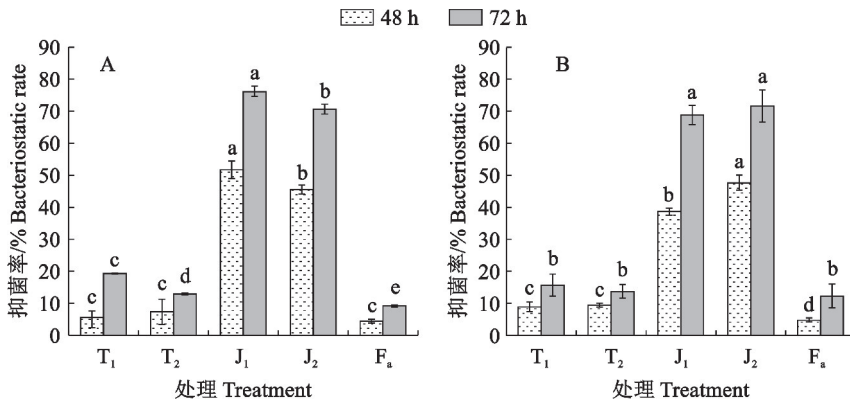 48 h 72 h
抑菌率/% Bacteriostatic rate
90
80
70
60
50
40
30
20
10
0
A
c c
c d
a a
b b
c e
T₁ T₂ J₁ J₂ Fₐ
处理 Treatment
抑菌率/% Bacteriostatic rate
90
80
70
60
50
40
30
20
10
0
B
c b
c b
b a
a a
d b
T₁ T₂ J₁ J₂ Fₐ
处理 Treatment